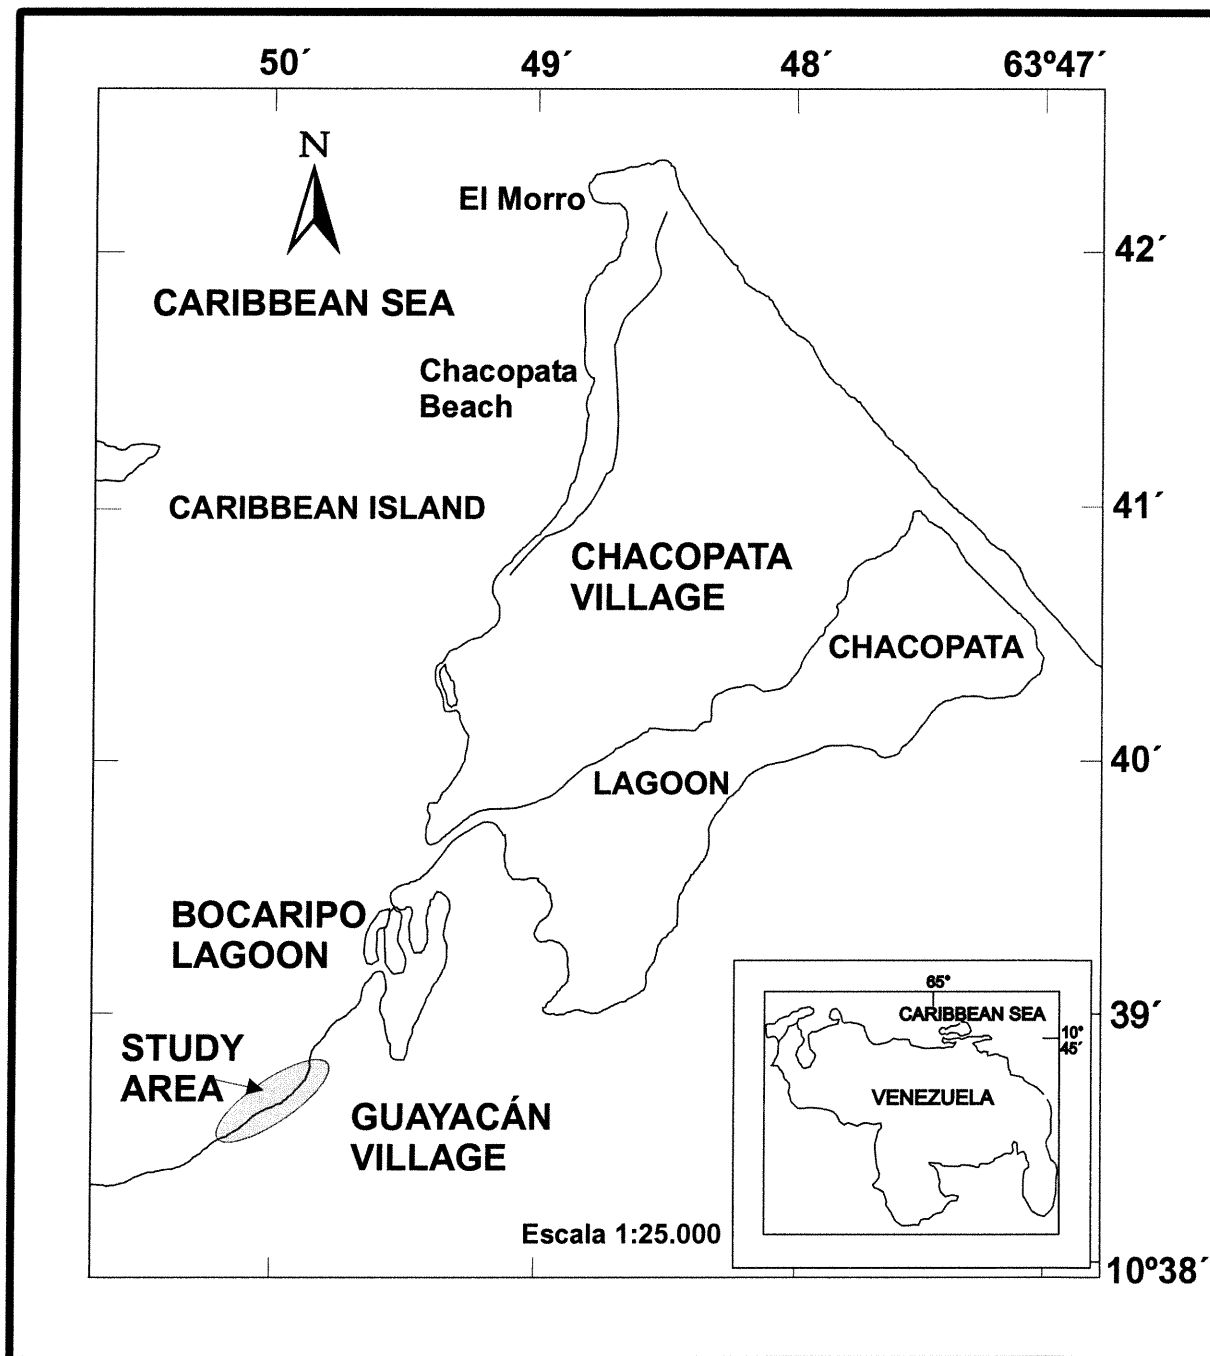 50´ 49´ 48´ 63º47´
N
El Morro
42´
CARIBBEAN SEA
Chacopata
Beach
CARIBBEAN ISLAND
41´
CHACOPATA
VILLAGE
CHACOPATA
40´
LAGOON
BOCARIPO
LAGOON
39´
STUDY
AREA
GUAYACÁN
VILLAGE
Escala 1:25.000
10º38´
65°
CARIBBEAN SEA
10°
45´
VENEZUELA